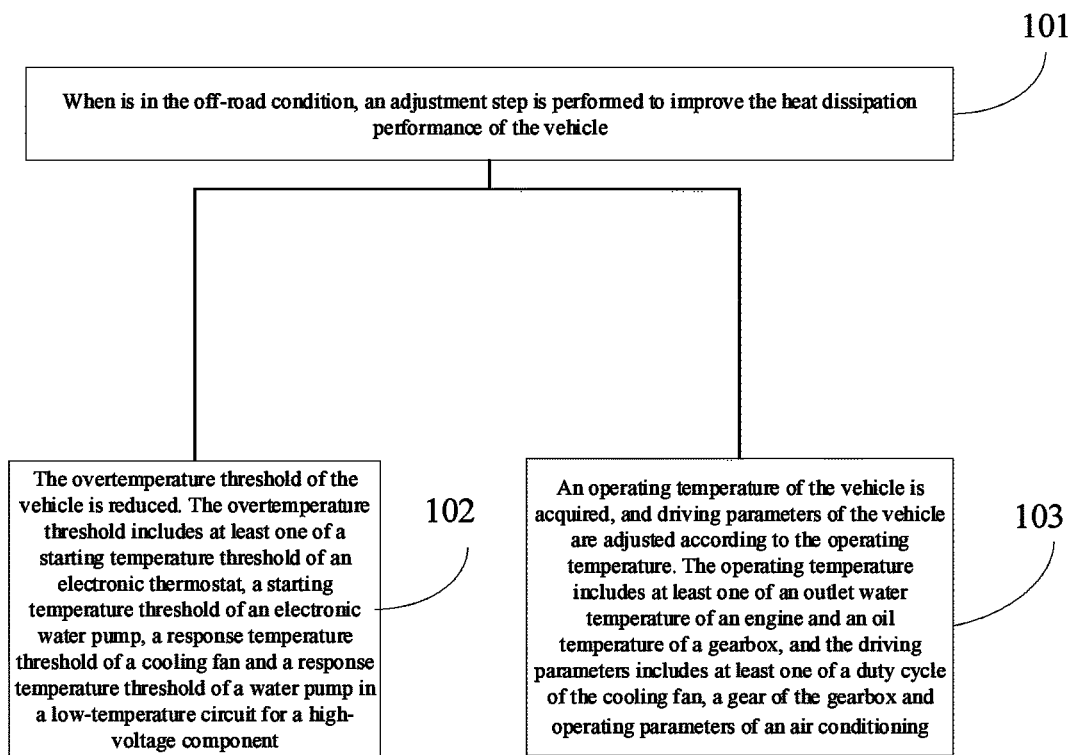 101
When is in the off-road condition, an adjustment step is performed to improve the heat dissipation
performance of the vehicle
The overtemperature threshold of the
vehicle is reduced. The overtemperature
threshold includes at least one of a
starting temperature threshold of an
electronic thermostat, a starting
temperature threshold of an electronic
water pump, a response temperature
threshold of a cooling fan and a response
temperature threshold of a water pump in
a low-temperature circuit for a high-
voltage component
102
An operating temperature of the vehicle is
acquired, and driving parameters of the vehicle
are adjusted according to the operating
temperature. The operating temperature
includes at least one of an outlet water
temperature of an engine and an oil
temperature of a gearbox, and the driving
parameters includes at least one of a duty cycle
of the cooling fan, a gear of the gearbox and
operating parameters of an air conditioning
103